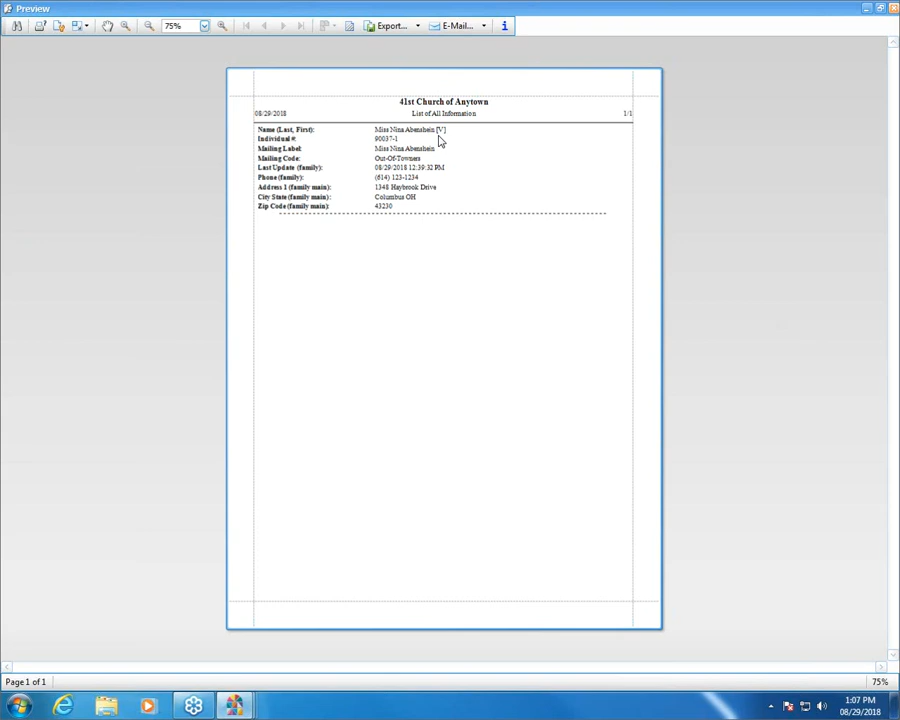 Preview
75%
Export...
E-Mail...
i
41st Church of Anytown
08/29/2018 List of All Information 1/1
Name (Last, First): Miss Nina Abenshein [V]
Individual #: 90037-1
Mailing Label: Miss Nina Abenshein
Mailing Code: Out-Of-Towners
Last Update (family): 08/29/2018 12:39:32 PM
Phone (family): (614) 123-1234
Address 1 (family main): 1348 Haybrook Drive
City State (family main): Columbus OH
Zip Code (family main): 43230
Page 1 of 1 75%
1:07 PM
08/29/2018